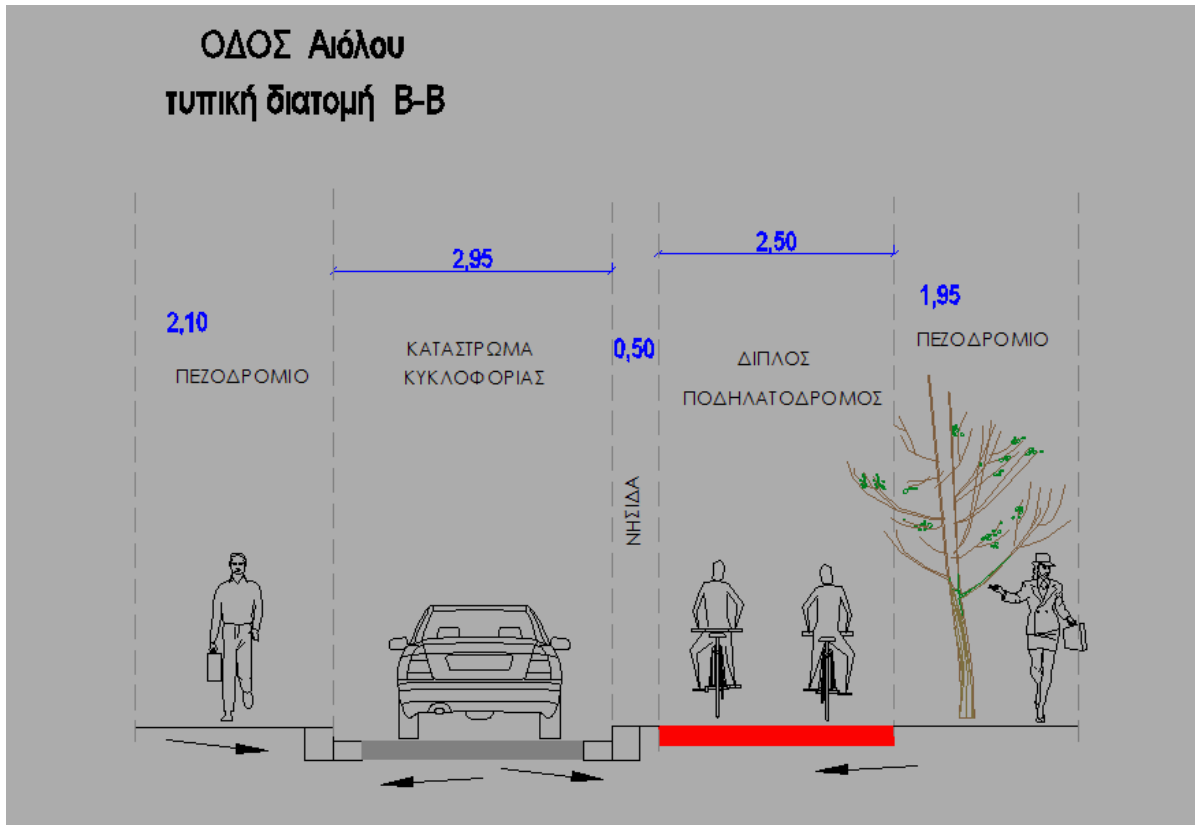 ΟΔΟΣ Αιόλου
τυπική διατομή Β-Β
2,95
2,50
1,95
2,10
0,50
ΠΕΖΟΔΡΟΜΙΟ
ΚΑΤΑΣΤΡΩΜΑ
ΚΥΚΛΟΦΟΡΙΑΣ
ΔΙΠΛΟΣ
ΠΟΔΗΛΑΤΟΔΡΟΜΟΣ
ΠΕΖΟΔΡΟΜΙΟ
ΝΗΣΙΔΑ